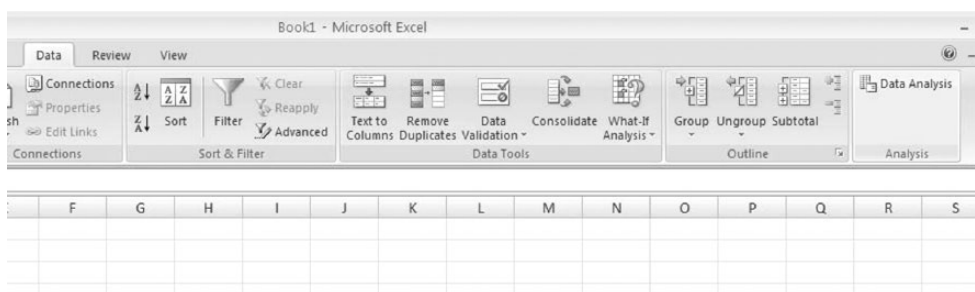 Book1 - Microsoft Excel
Data Review View
Connections
Properties
sh
Edit Links
Connections
A
Z
Z
A
A Z
Z A
Sort
Filter
Clear
Reapply
Advanced
Sort & Filter
Text to
Columns
Remove
Duplicates
Data
Validation
Consolidate
What-If
Analysis
Data Tools
Group
Ungroup
Subtotal
Outline
Data Analysis
Analysis
F G H I J K L M N O P Q R S